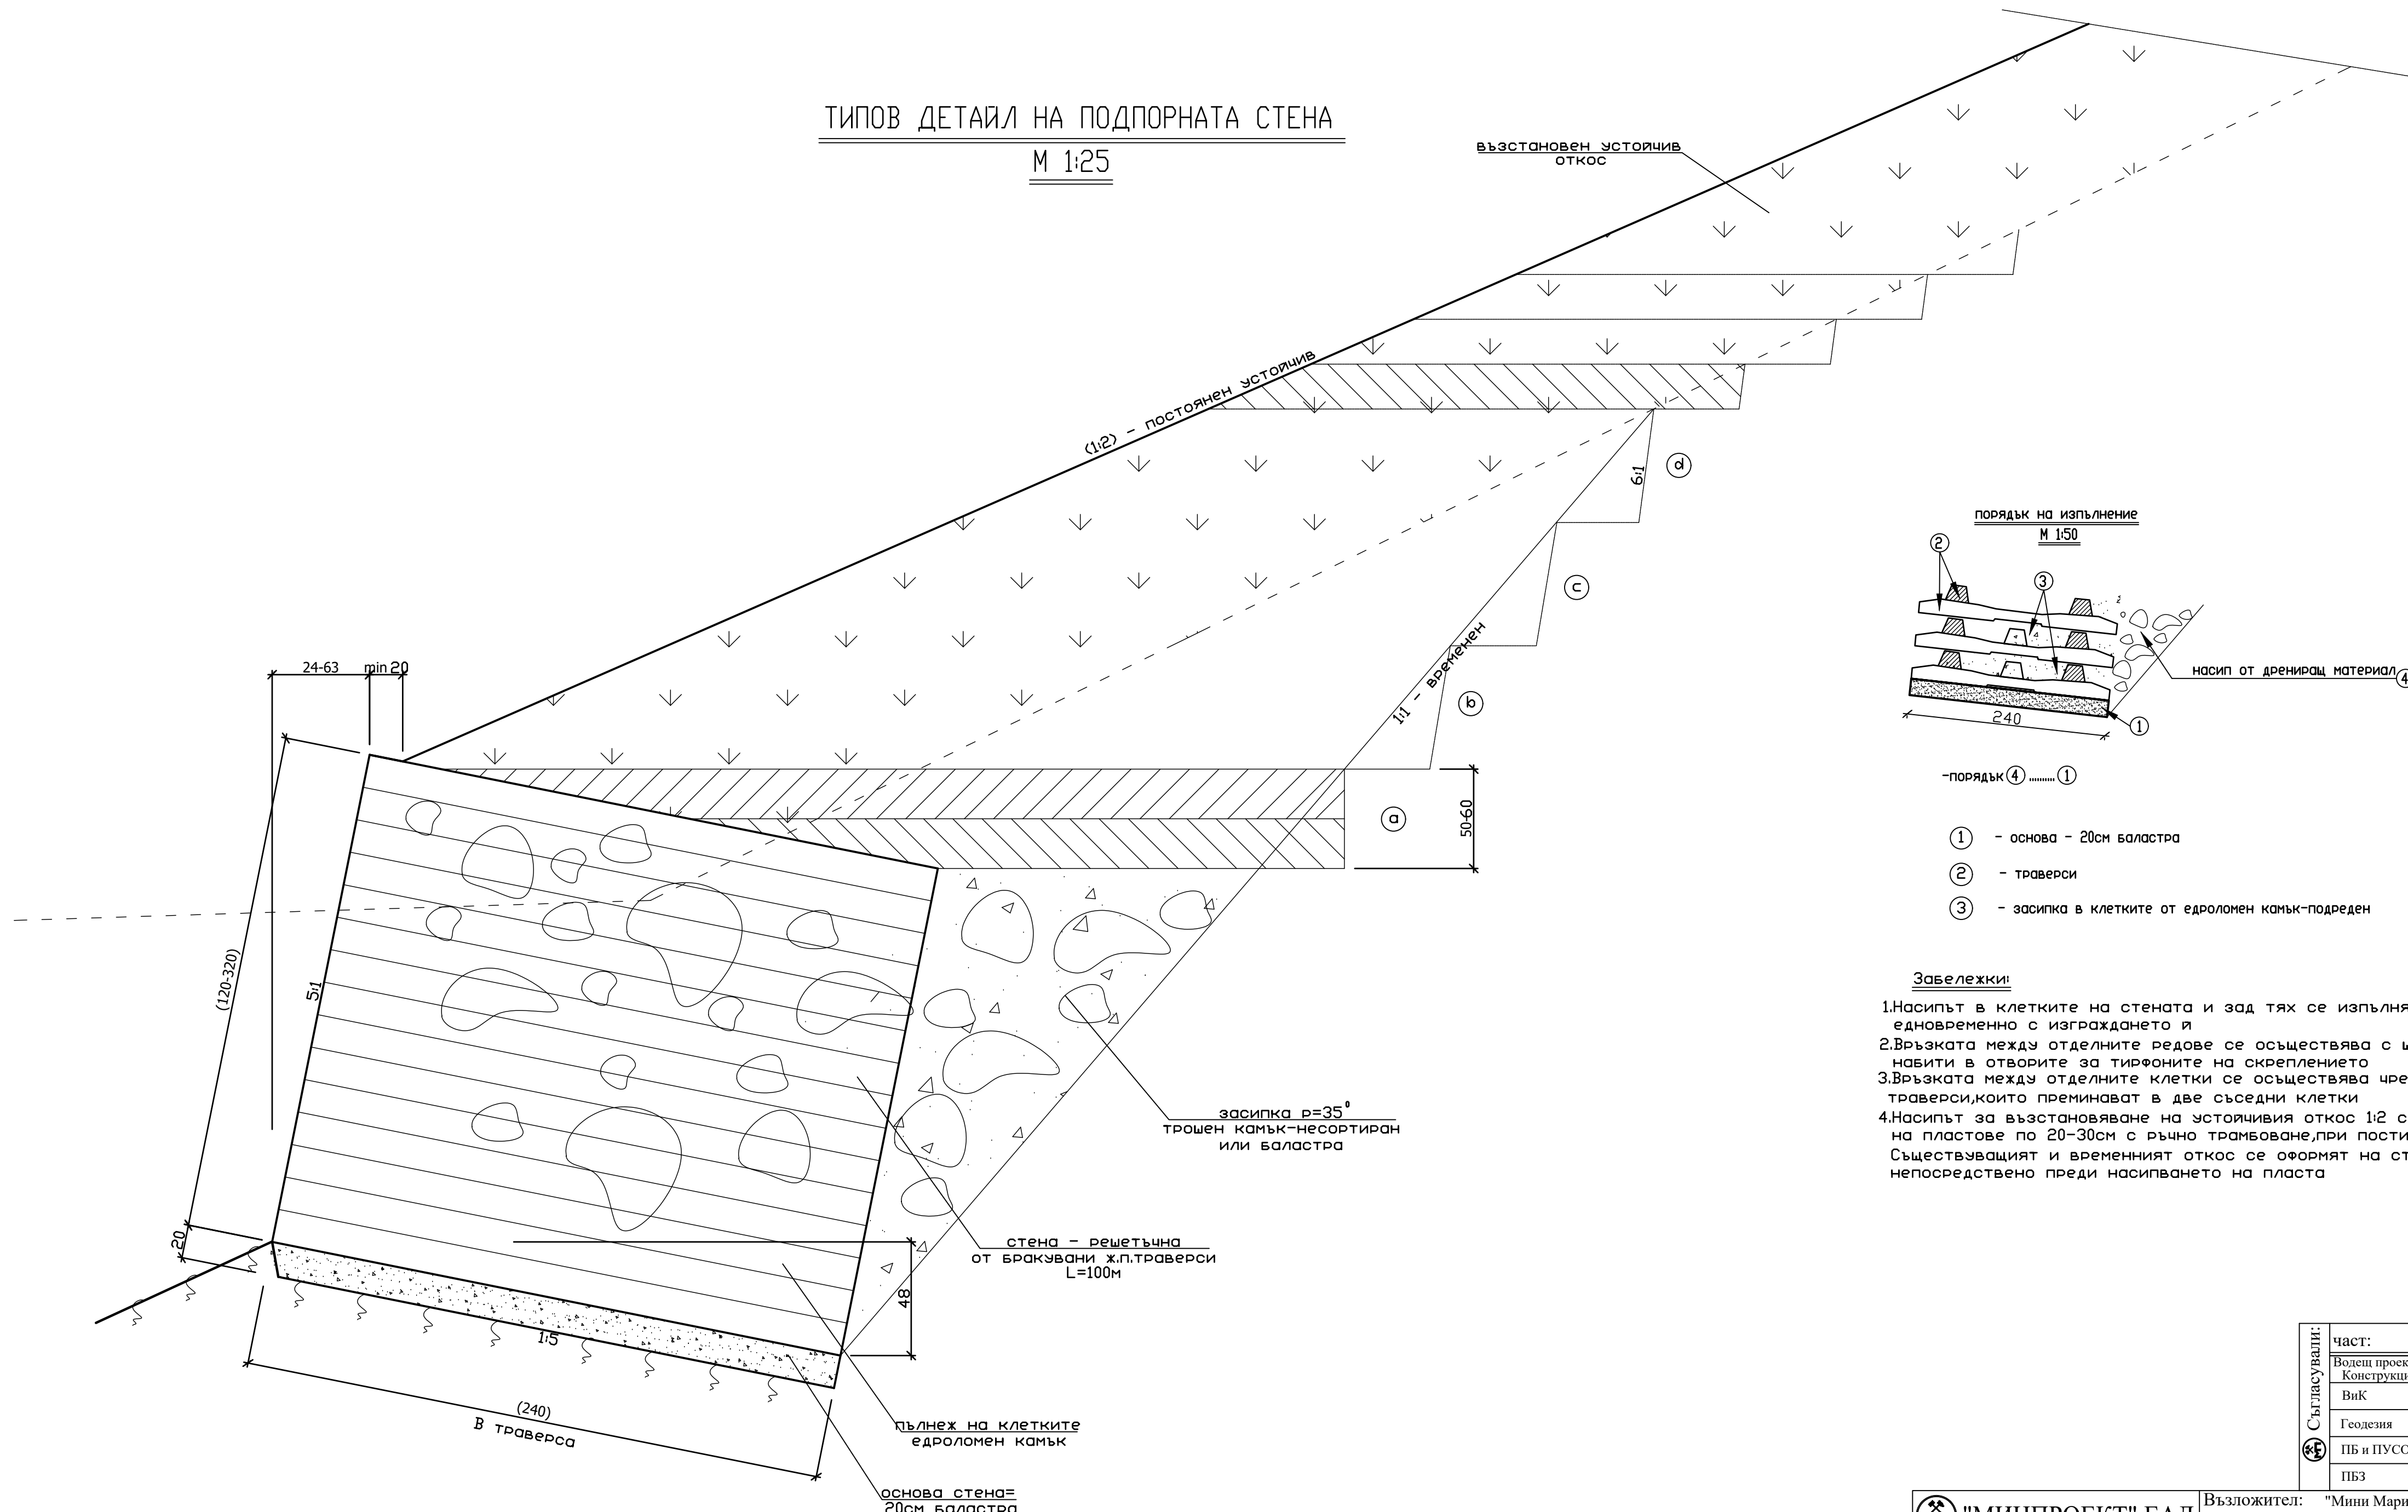 ТИПОВ ДЕТАЙЛ НА ПОДПОРНАТА СТЕНА
М 1:25
възстановен устойчив
откос
(1:2) - постоянен устойчив
6:1
d
c
1:1 - временен
b
a
50-60
24-63
min 20
(120-320)
5:1
20
1:5
48
(240)
В траверса
засипка р=35°
трошен камък-несортиран
или баластра
стена - решетъчна
от бракувани ж.п.траверси
L=100м
пълнеж на клетките
едроломен камък
основа стена=
20см баластра
порядък на изпълнение
М 1:50
2
3
насип от дрениращ материал 4
240
1
-порядък 4 .......... 1
1 - основа - 20см баластра
2 - траверси
3 - засипка в клетките от едроломен камък-подреден
Забележки:
1.Насипът в клетките на стената и зад тях се изпълня
едновременно с изграждането й
2.Връзката между отделните редове се осъществява с
набити в отворите за тирфоните на скреплението
3.Връзката между отделните клетки се осъществява чре
траверси,които преминават в две съседни клетки
4.Насипът за възстановяване на устойчивия откос 1:2 с
на пластове по 20-30см с ръчно трамбоване,при пости
Съществуващият и временният откос се оформят на ст
непосредствено преди насипването на пласта
Съгласували:
част:
Водещ проек
Конструкци
ВиК
Геодезия
ПБ и ПУСО
ПБЗ
"МИНПРОЕКТ" ЕАД
Възложител: "Мини Мар